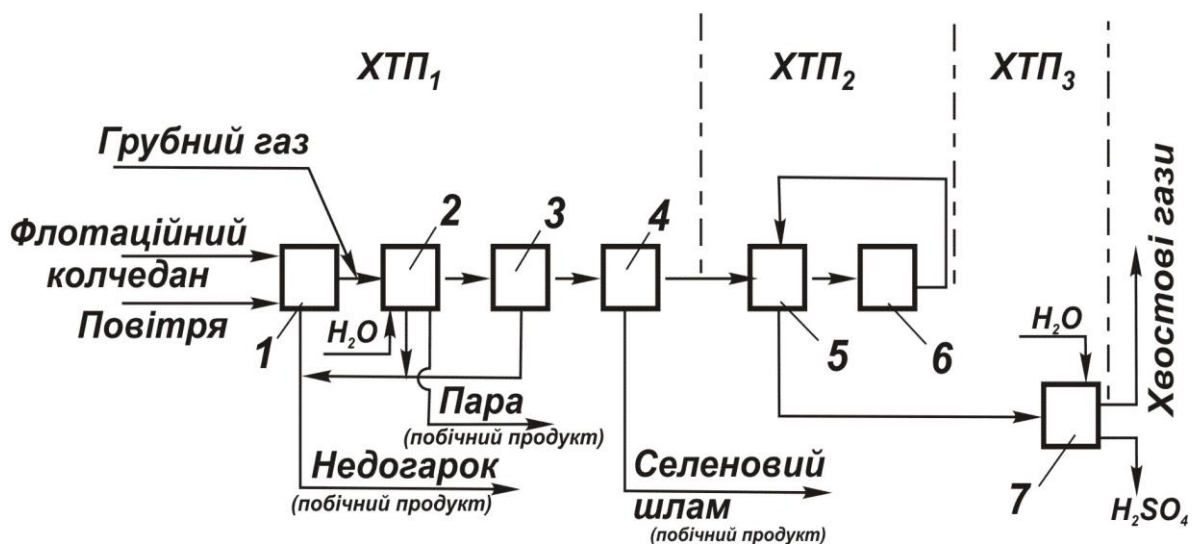 ХТП₁
ХТП₂
ХТП₃
Грубний газ
Флотаційний
колчедан
Повітря
1
2
3
4
5
6
7
H₂O
H₂O
Пара
(побічний продукт)
Недогарок
(побічний продукт)
Селеновий
шлам
(побічний продукт)
Хвостові гази
H₂SO₄